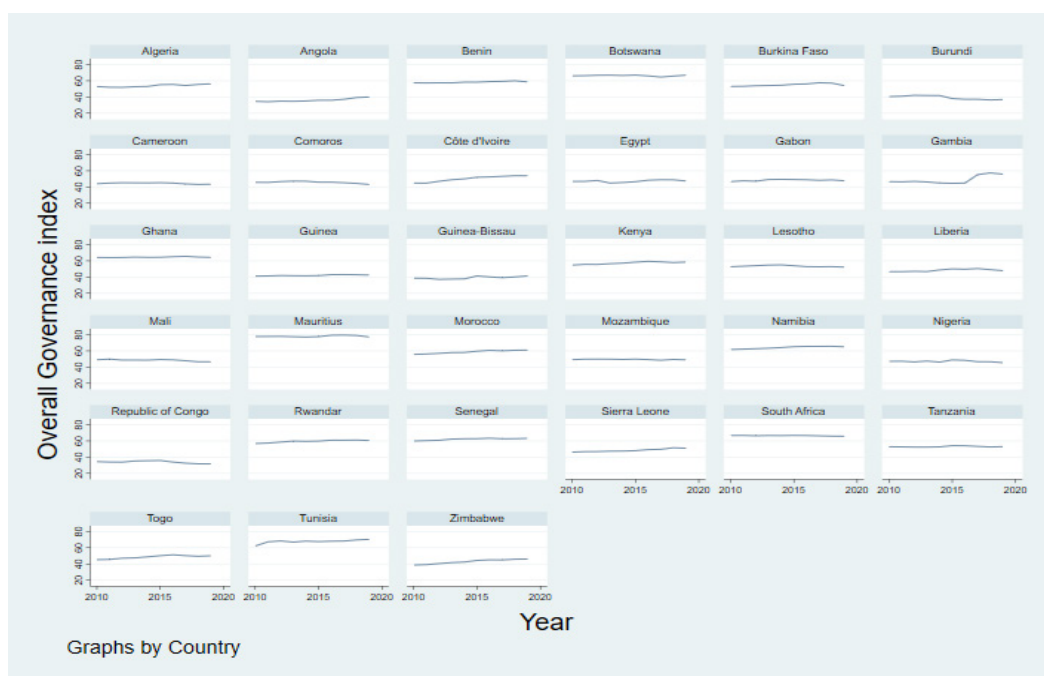 Overall Governance index
Algeria Angola Benin Botswana Burkina Faso Burundi
80
60
40
20
Cameroon Comoros Côte d'Ivoire Egypt Gabon Gambia
80
60
40
20
Ghana Guinea Guinea-Bissau Kenya Lesotho Liberia
80
60
40
20
Mali Mauritius Morocco Mozambique Namibia Nigeria
80
60
40
20
Republic of Congo Rwandar Senegal Sierra Leone South Africa Tanzania
80
60
40
20
2010 2015 2020 2010 2015 2020 2010 2015 2020
Togo Tunisia Zimbabwe
80
60
40
20
2010 2015 2020 2010 2015 2020 2010 2015 2020
Year
Graphs by Country